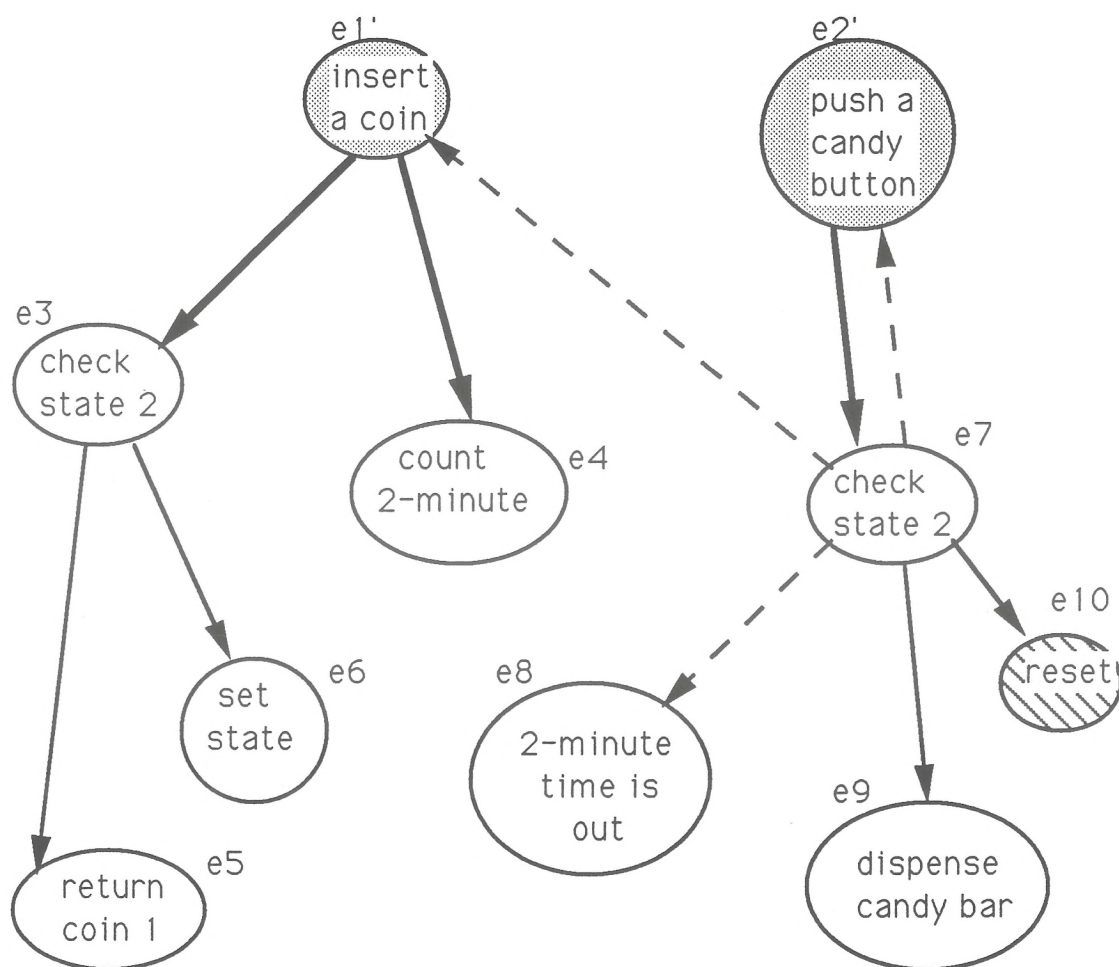 e1'
insert
a coin
e2'
push a
candy
button
e3
check
state 2
count
2-minute
e4
e7
check
state 2
e10
reset
e6
set
state
e8
2-minute
time is
out
e9
dispense
candy bar
e5
return
coin 1